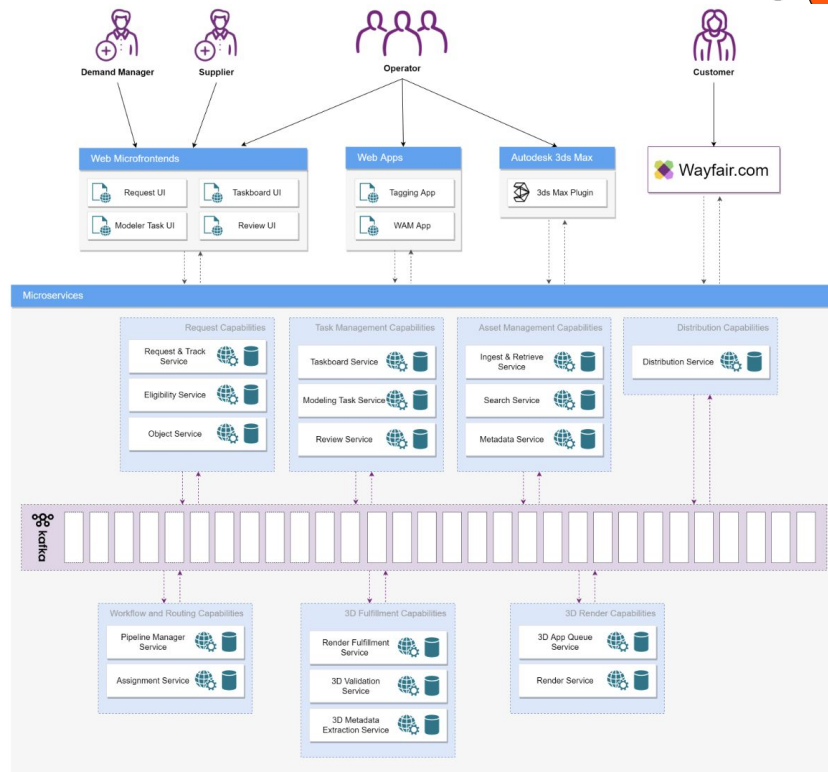 Demand Manager
Supplier
Operator
Customer
Web Microfrontends
Request UI
Taskboard UI
Modeler Task UI
Review UI
Web Apps
Tagging App
WAM App
Autodesk 3ds Max
3ds Max Plugin
Wayfair.com
Microservices
Request Capabilities
Request & Track
Service
Eligibility Service
Object Service
Task Management Capabilities
Taskboard Service
Modeling Task Service
Review Service
Asset Management Capabilities
Ingest & Retrieve
Service
Search Service
Metadata Service
Distribution Capabilities
Distribution Service
kafka
Workflow and Routing Capabilities
Pipeline Manager
Service
Assignment Service
3D Fulfillment Capabilities
Render Fulfillment
Service
3D Validation
Service
3D Metadata
Extraction Service
3D Render Capabilities
3D App Queue
Service
Render Service